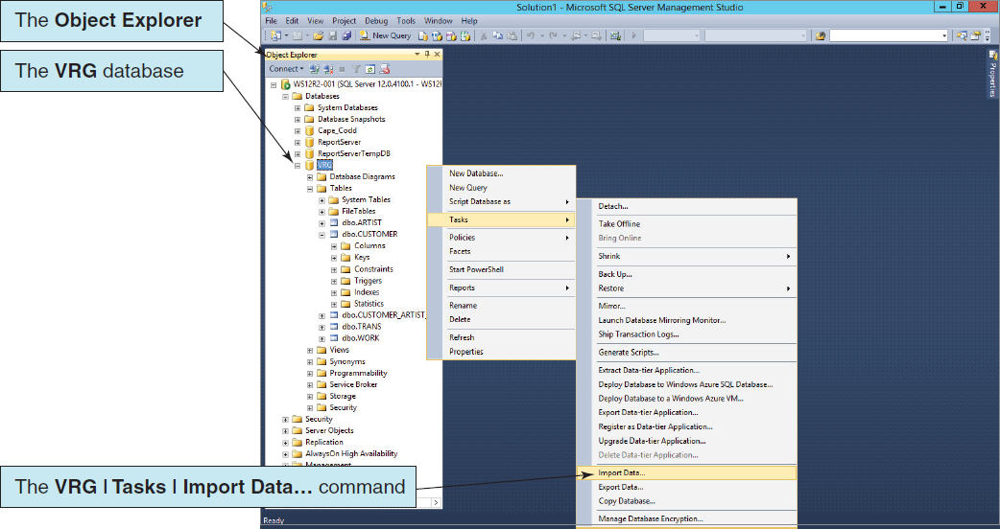 The Object Explorer
The VRG database
The VRG | Tasks | Import Data... command
Solution1 - Microsoft SQL Server Management Studio
File Edit View Project Debug Tools Window Help
New Query
Object Explorer
Connect
WS12R2-001 (SQL Server 12.0.4100.1 - WS12R
Databases
System Databases
Database Snapshots
Cape_Codd
ReportServer
ReportServerTempDB
VRG
Database Diagrams
Tables
System Tables
FileTables
dbo.ARTIST
dbo.CUSTOMER
Columns
Keys
Constraints
Triggers
Indexes
Statistics
dbo.CUSTOMER_ARTIST_
dbo.TRANS
dbo.WORK
Views
Synonyms
Programmability
Service Broker
Storage
Security
Security
Server Objects
Replication
AlwaysOn High Availability
Management
New Database...
New Query
Script Database as
Tasks
Policies
Facets
Start PowerShell
Reports
Rename
Delete
Refresh
Properties
Detach...
Take Offline
Bring Online
Shrink
Back Up...
Restore
Mirror...
Launch Database Mirroring Monitor...
Ship Transaction Logs...
Generate Scripts...
Extract Data-tier Application...
Deploy Database to Windows Azure SQL Database...
Deploy Database to a Windows Azure VM...
Export Data-tier Application...
Register as Data-tier Application...
Upgrade Data-tier Application...
Delete Data-tier Application...
Import Data...
Export Data...
Copy Database...
Manage Database Encryption...
Properties
Ready